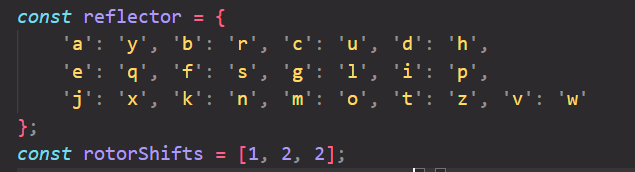 const reflector = {
'a': 'y', 'b': 'r', 'c': 'u', 'd': 'h',
'e': 'q', 'f': 's', 'g': 'l', 'i': 'p',
'j': 'x', 'k': 'n', 'm': 'o', 't': 'z', 'v': 'w'
};
const rotorShifts = [1, 2, 2];